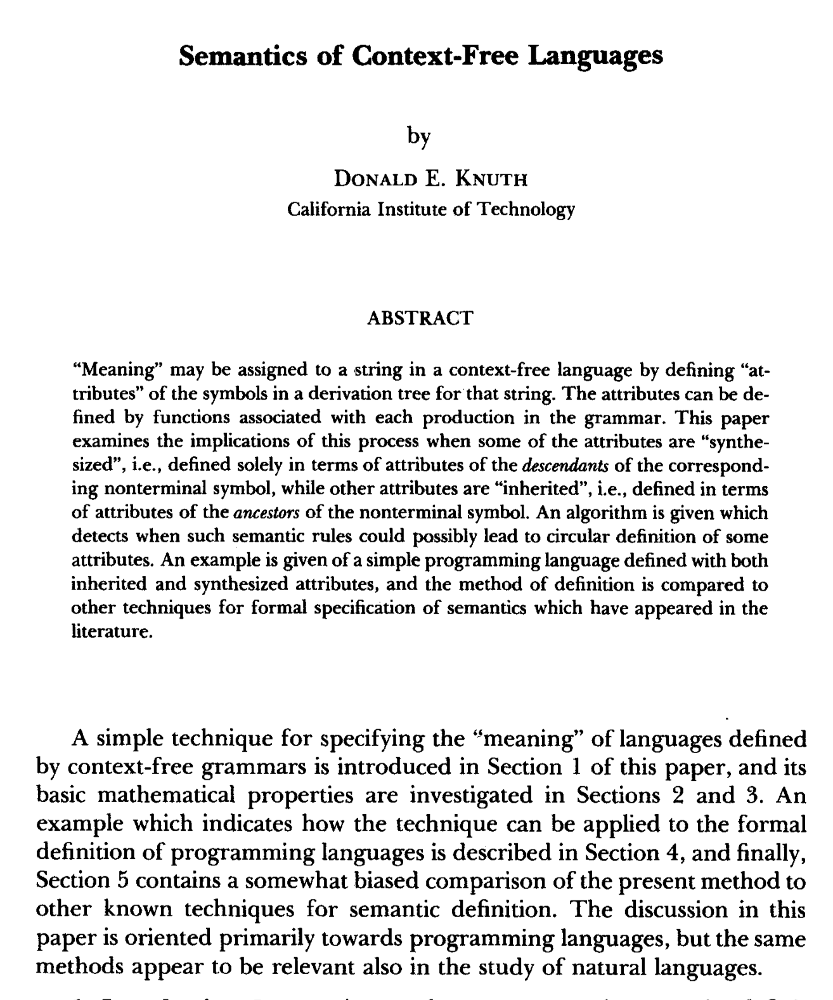 Semantics of Context-Free Languages
by
DONALD E. KNUTH
California Institute of Technology
ABSTRACT
“Meaning” may be assigned to a string in a context-free language by defining “at-
tributes” of the symbols in a derivation tree for that string. The attributes can be de-
fined by functions associated with each production in the grammar. This paper
examines the implications of this process when some of the attributes are “synthe-
sized”, i.e., defined solely in terms of attributes of the descendants of the correspond-
ing nonterminal symbol, while other attributes are “inherited”, i.e., defined in terms
of attributes of the ancestors of the nonterminal symbol. An algorithm is given which
detects when such semantic rules could possibly lead to circular definition of some
attributes. An example is given of a simple programming language defined with both
inherited and synthesized attributes, and the method of definition is compared to
other techniques for formal specification of semantics which have appeared in the
literature.
A simple technique for specifying the “meaning” of languages defined
by context-free grammars is introduced in Section 1 of this paper, and its
basic mathematical properties are investigated in Sections 2 and 3. An
example which indicates how the technique can be applied to the formal
definition of programming languages is described in Section 4, and finally,
Section 5 contains a somewhat biased comparison of the present method to
other known techniques for semantic definition. The discussion in this
paper is oriented primarily towards programming languages, but the same
methods appear to be relevant also in the study of natural languages.